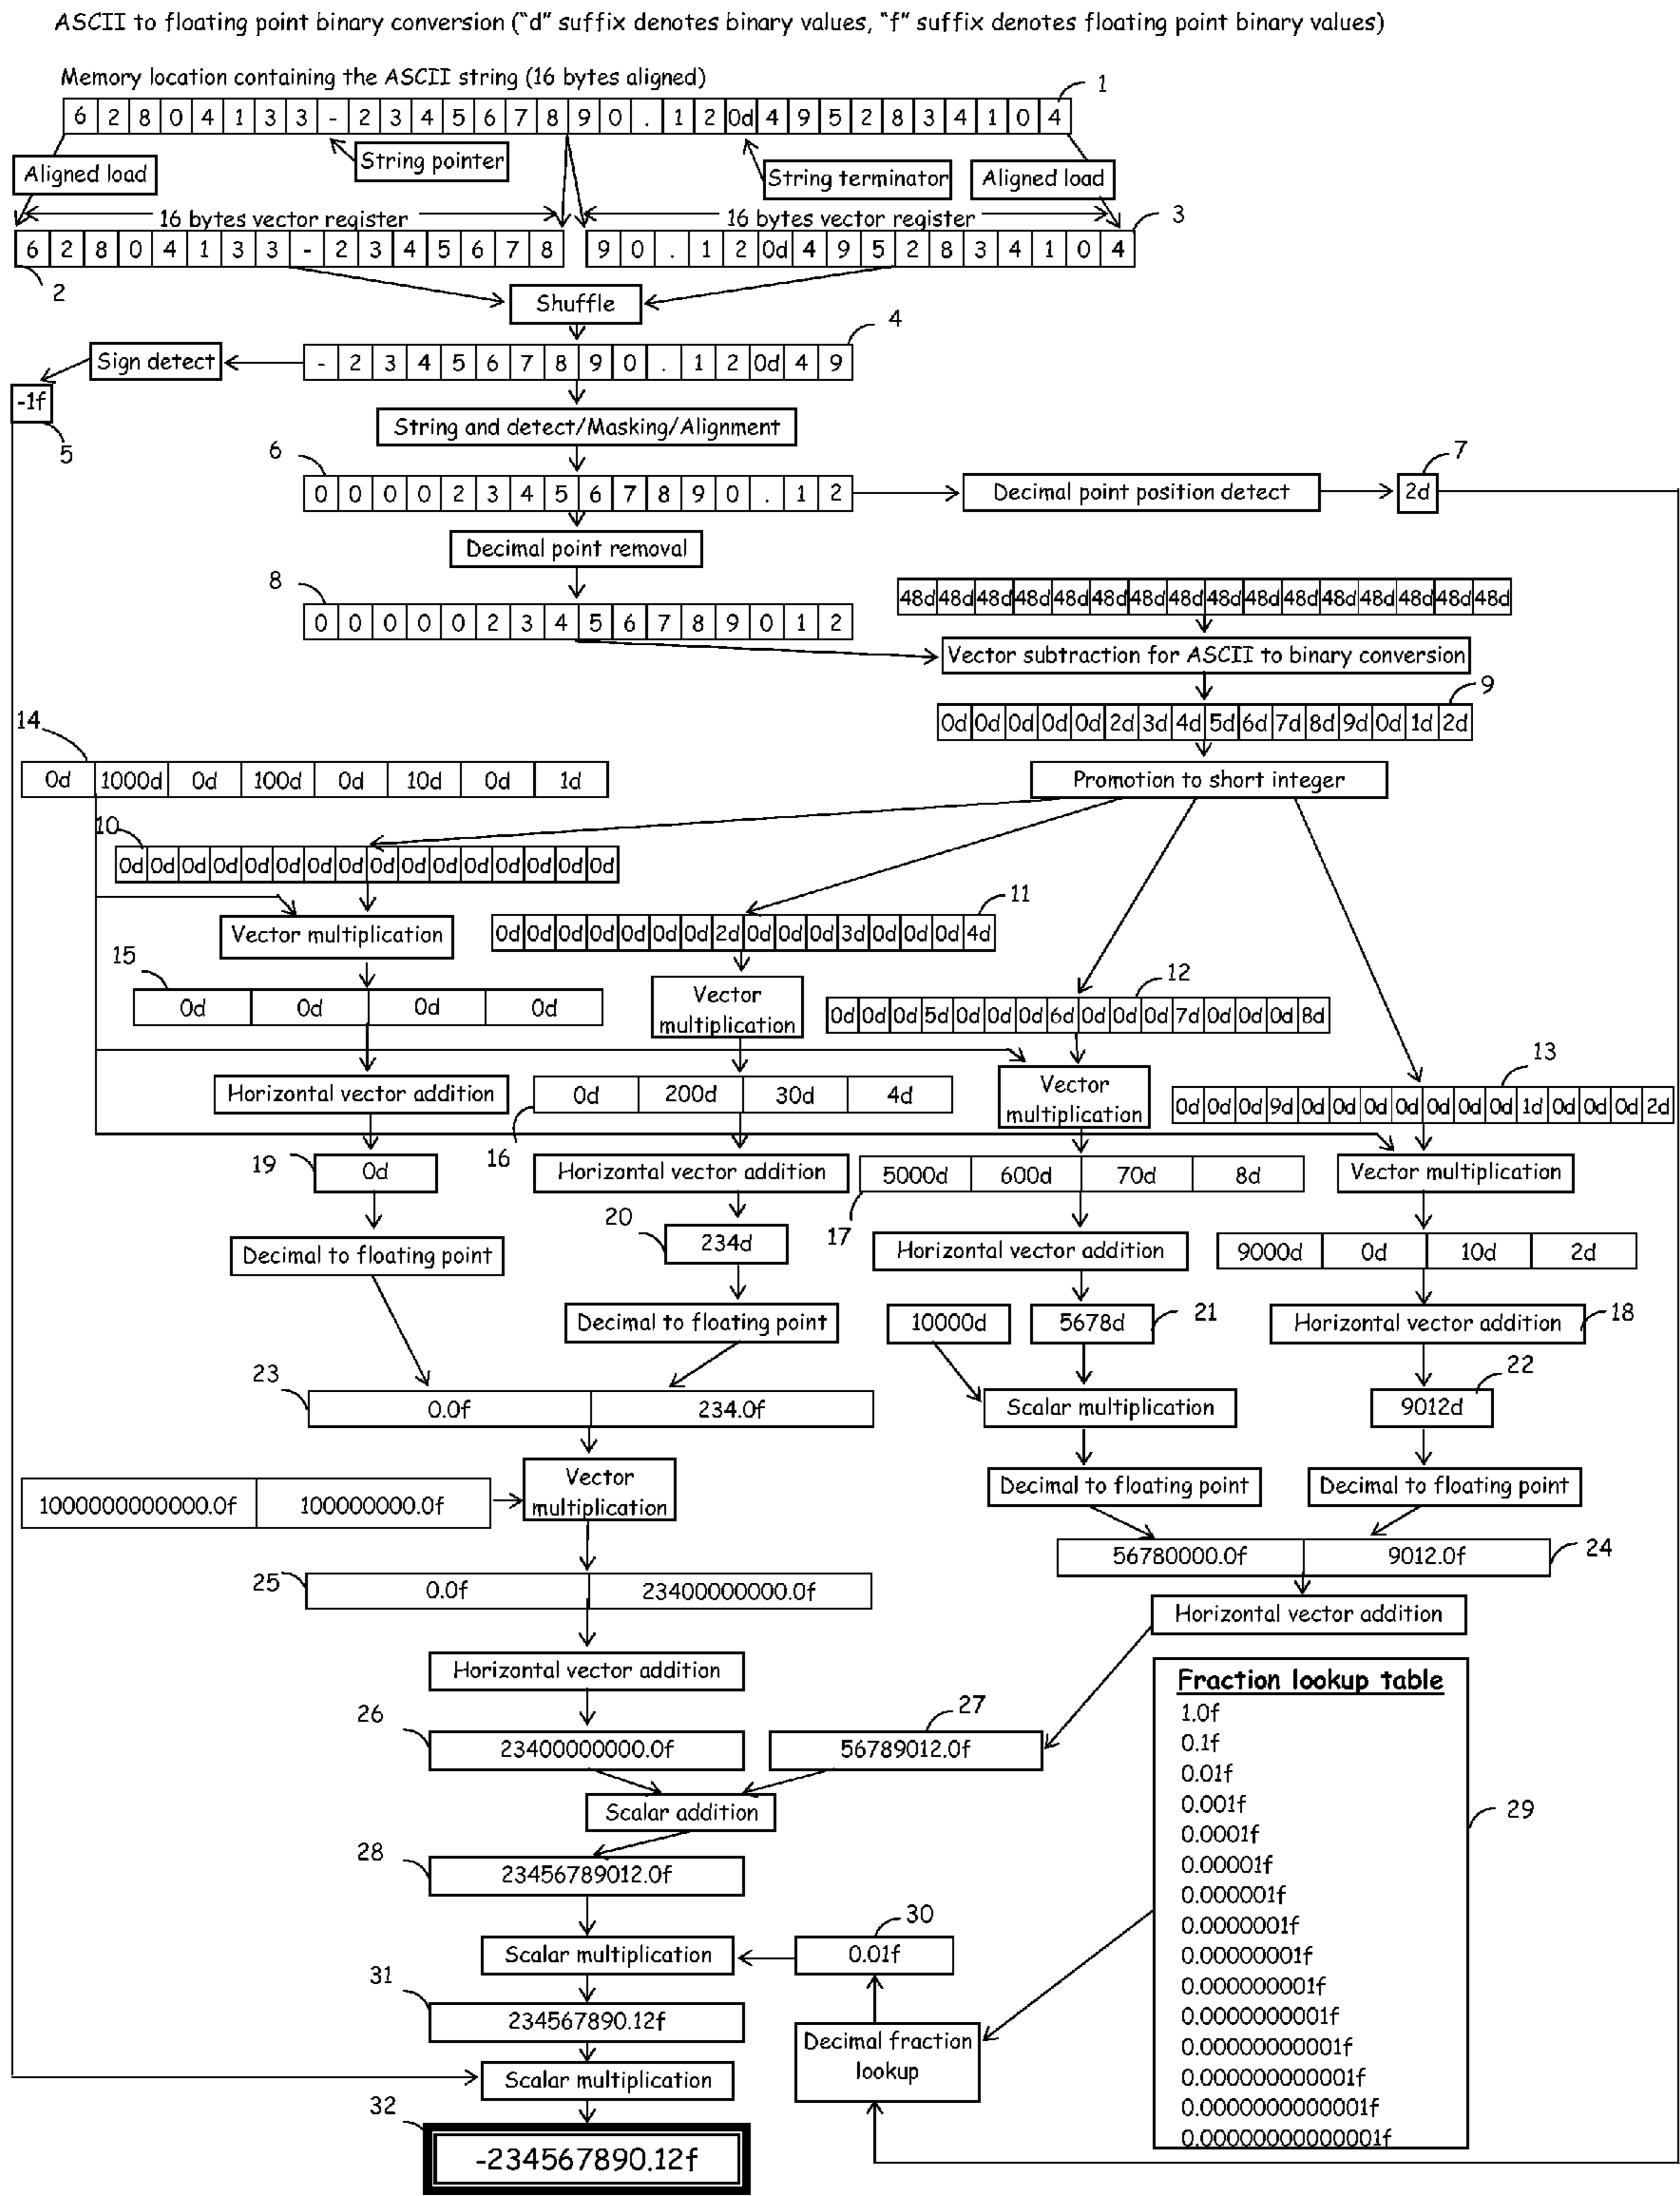 ASCII to floating point binary conversion ("d" suffix denotes binary values, "f" suffix denotes floating point binary values)
Memory location containing the ASCII string (16 bytes aligned)
1
6 2 8 0 4 1 3 3 - 2 3 4 5 6 7 8 9 0 . 1 2 0d 4 9 5 2 8 3 4 1 0 4
Aligned load
String pointer
String terminator
Aligned load
16 bytes vector register
16 bytes vector register
3
6 2 8 0 4 1 3 3 - 2 3 4 5 6 7 8
9 0 . 1 2 0d 4 9 5 2 8 3 4 1 0 4
2
Shuffle
4
Sign detect
- 2 3 4 5 6 7 8 9 0 . 1 2 0d 4 9
-1f
5
String and detect/Masking/Alignment
6
7
0 0 0 0 2 3 4 5 6 7 8 9 0 . 1 2
Decimal point position detect
2d
Decimal point removal
8
48d 48d 48d 48d 48d 48d 48d 48d 48d 48d 48d 48d 48d 48d 48d 48d
0 0 0 0 0 2 3 4 5 6 7 8 9 0 1 2
Vector subtraction for ASCII to binary conversion
9
0d 0d 0d 0d 0d 2d 3d 4d 5d 6d 7d 8d 9d 0d 1d 2d
14
0d 1000d 0d 100d 0d 10d 0d 1d
Promotion to short integer
10
0d 0d 0d 0d 0d 0d 0d 0d 0d 0d 0d 0d 0d 0d 0d 0d
11
Vector multiplication
0d 0d 0d 0d 0d 0d 0d 2d 0d 0d 0d 3d 0d 0d 0d 4d
15
12
0d 0d 0d 0d
Vector
multiplication
0d 0d 0d 5d 0d 0d 0d 6d 0d 0d 0d 7d 0d 0d 0d 8d
13
Horizontal vector addition
0d 200d 30d 4d
Vector
multiplication
0d 0d 0d 9d 0d 0d 0d 0d 0d 0d 0d 1d 0d 0d 0d 2d
16
19
0d
Horizontal vector addition
5000d 600d 70d 8d
Vector multiplication
20
17
Decimal to floating point
234d
Horizontal vector addition
9000d 0d 10d 2d
Decimal to floating point
10000d
5678d
21
Horizontal vector addition
18
23
22
0.0f 234.0f
Scalar multiplication
9012d
1000000000000.0f 100000000.0f
Vector
multiplication
Decimal to floating point
Decimal to floating point
56780000.0f 9012.0f
24
25
0.0f 23400000000.0f
Horizontal vector addition
Horizontal vector addition
Fraction lookup table
1.0f
0.1f
0.01f
0.001f
0.0001f
0.00001f
0.000001f
0.0000001f
0.00000001f
0.000000001f
0.0000000001f
0.00000000001f
0.000000000001f
0.0000000000001f
0.00000000000001f
29
26
27
23400000000.0f
56789012.0f
Scalar addition
28
23456789012.0f
30
Scalar multiplication
0.01f
31
234567890.12f
Decimal fraction
lookup
Scalar multiplication
32
-234567890.12f